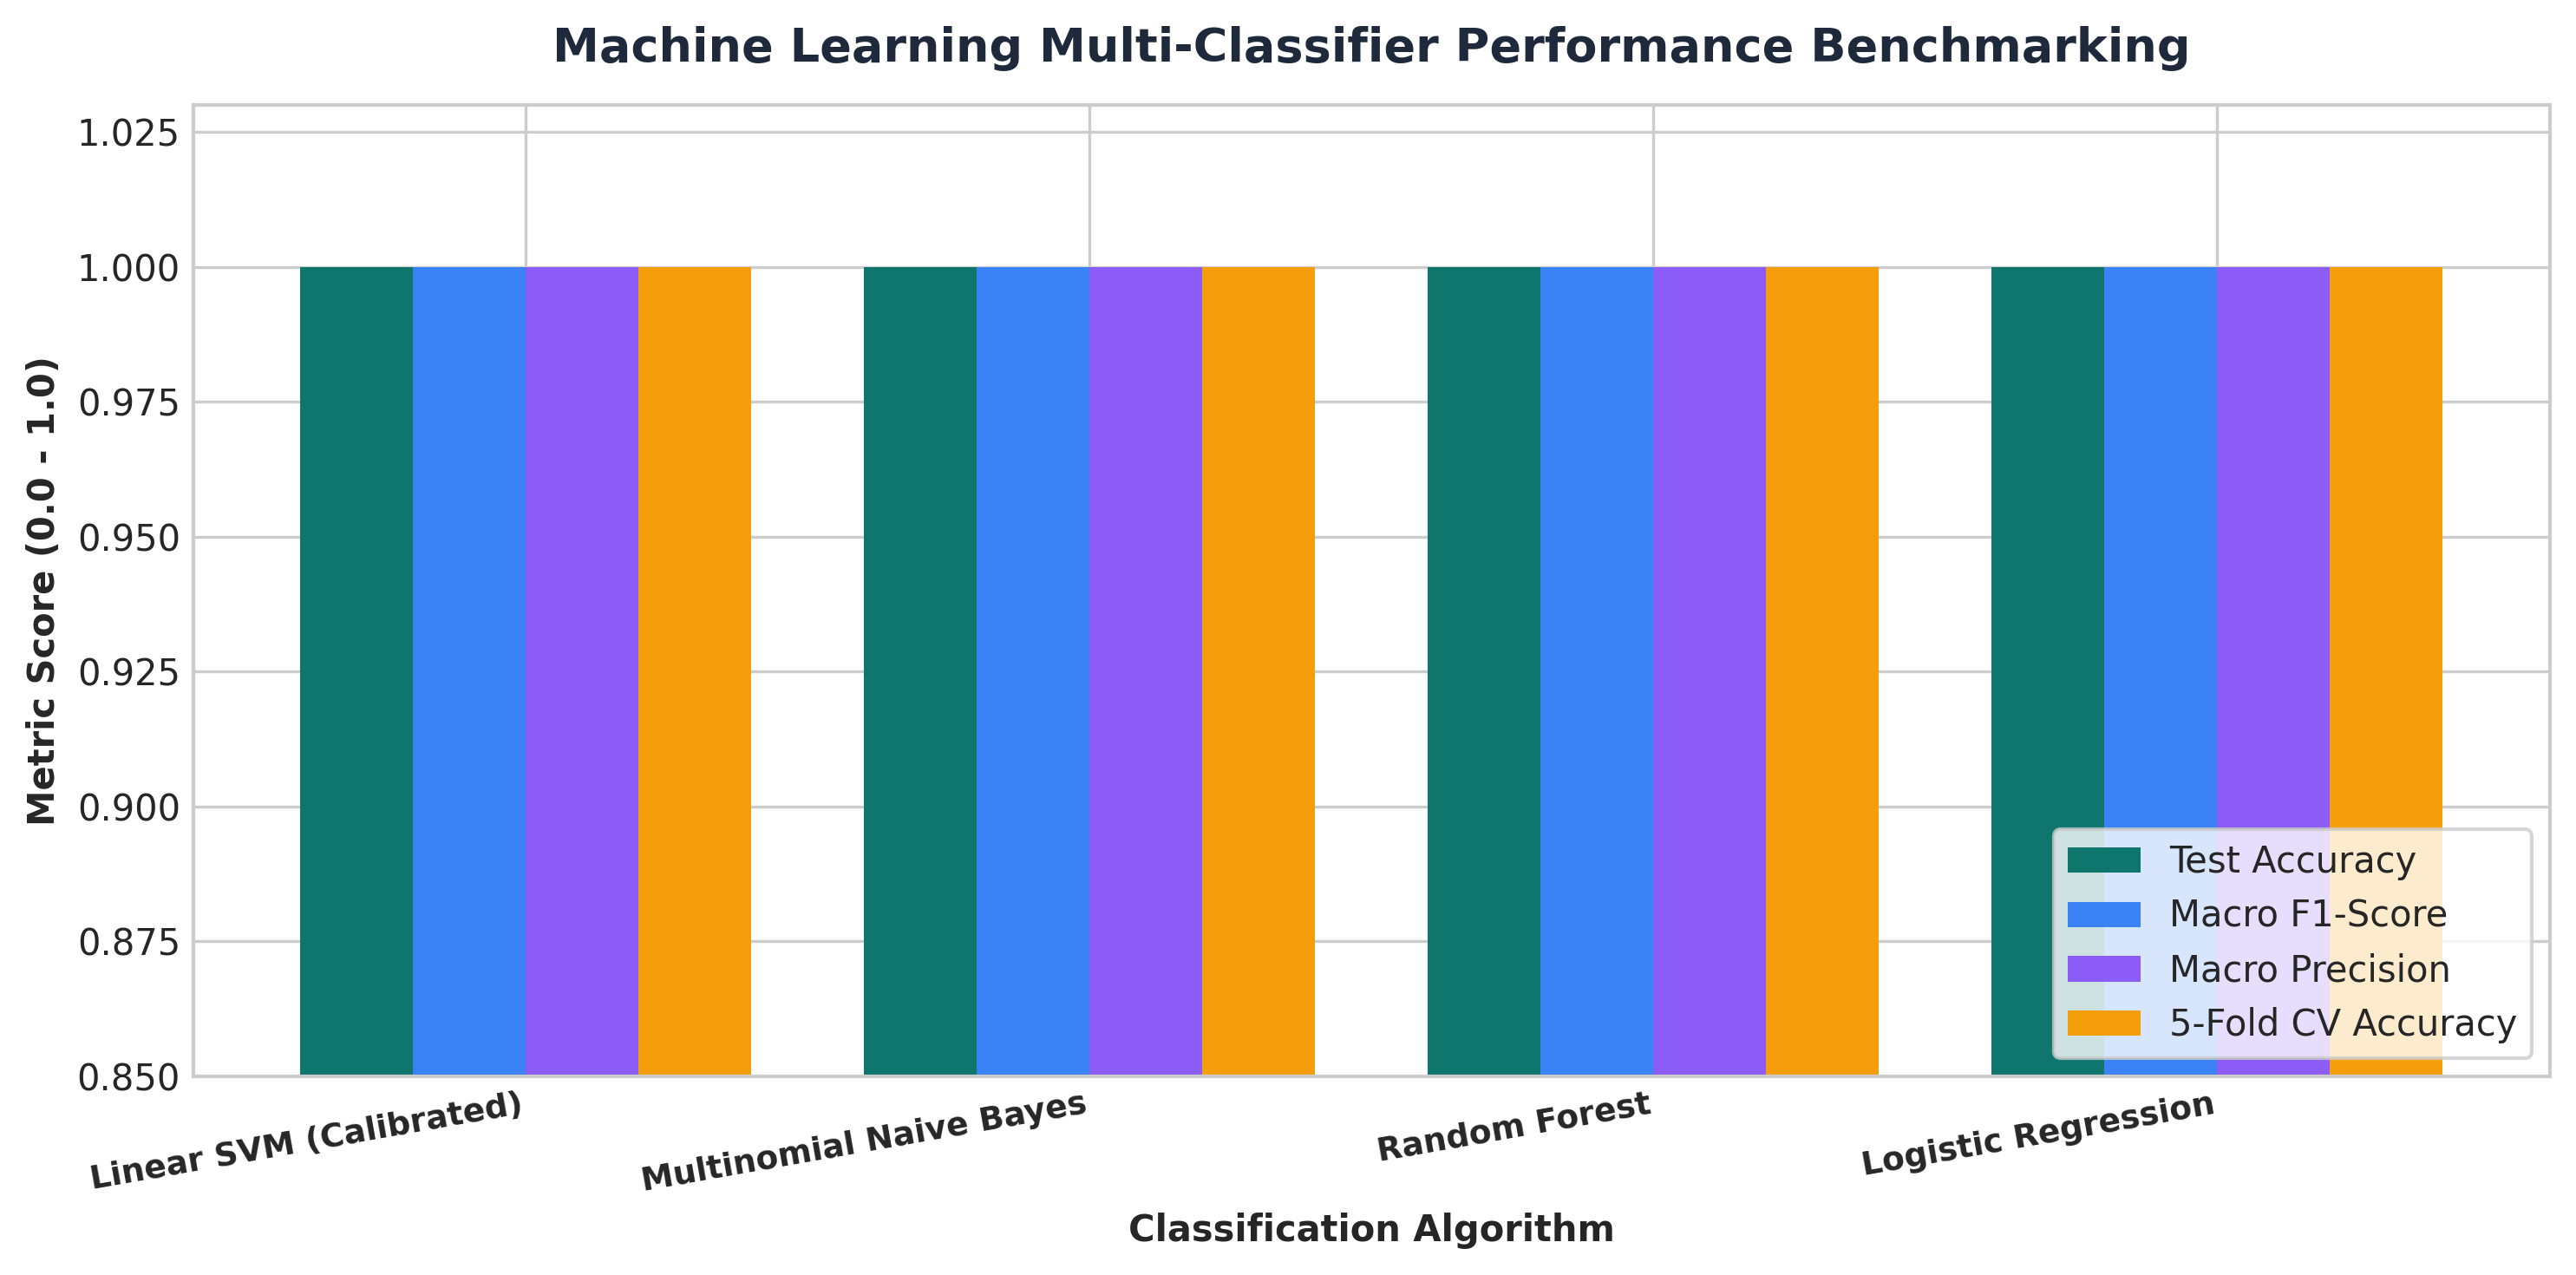 Machine Learning Multi-Classifier Performance Benchmarking
Metric Score (0.0 - 1.0)
1.025
1.000
0.975
0.950
0.925
0.900
0.875
0.850
Test Accuracy
Macro F1-Score
Macro Precision
5-Fold CV Accuracy
Linear SVM (Calibrated)
Multinomial Naive Bayes
Random Forest
Logistic Regression
Classification Algorithm